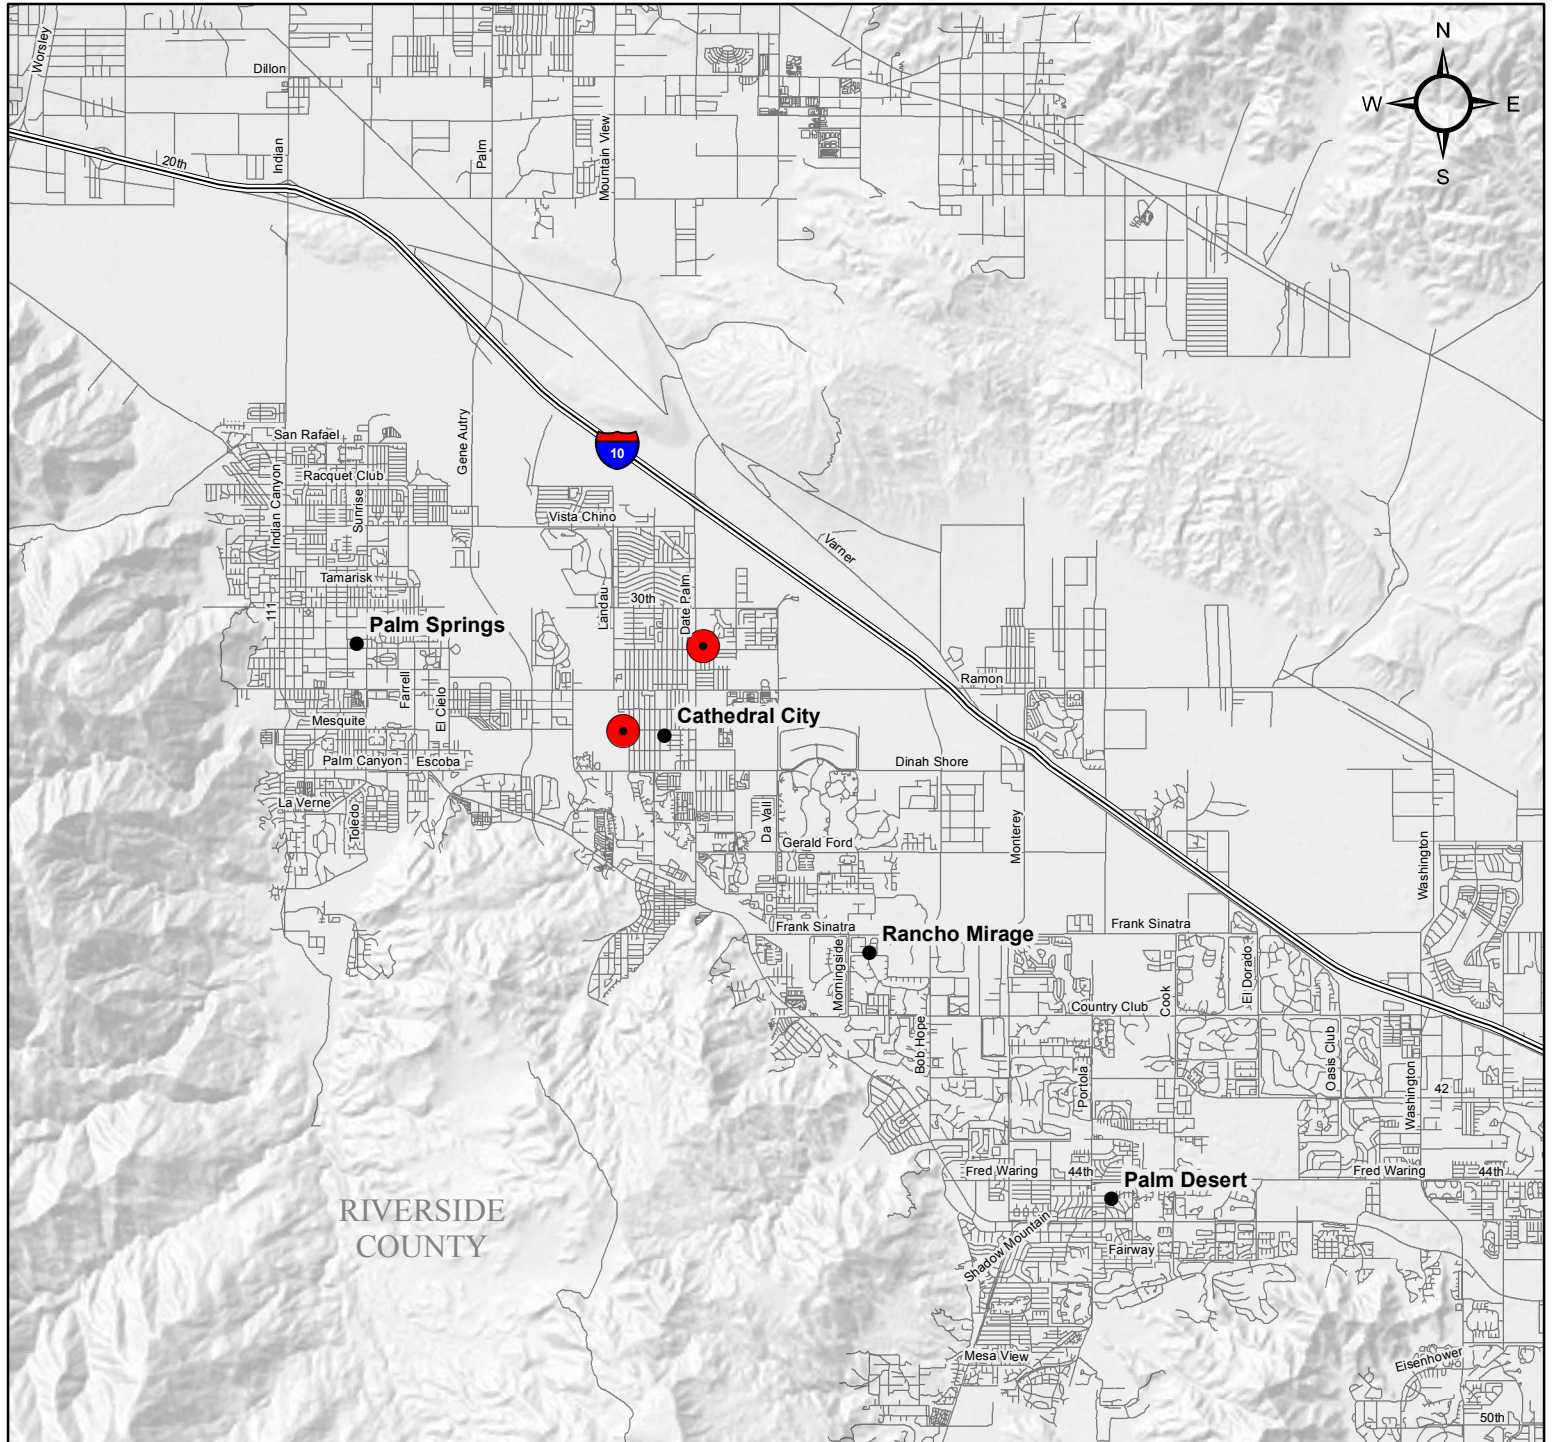 N
W
E
S
Worsley
Dillon
20th
Indian
Palm
Mountain View
10
San Rafael
Gene Autry
Racquet Club
Indian Canyon
Sunrise
Vista Chino
Varner
Tamarisk
Landau
30th
Date Palm
111
Palm Springs
Farrell
El Cielo
Ramon
Mesquite
Cathedral City
Palm Canyon
Escoba
Dinah Shore
La Verne
Toledo
Da Vall
Gerald Ford
Monterey
Washington
Frank Sinatra
Frank Sinatra
Rancho Mirage
Morningside
El Dorado
Cook
Country Club
Bob Hope
Oasis Club
Portola
Washington
42
Fred Waring
44th
Fred Waring
44th
Palm Desert
RIVERSIDE
COUNTY
Shadow Mountain
Fairway
Mesa View
Eisenhower
50th